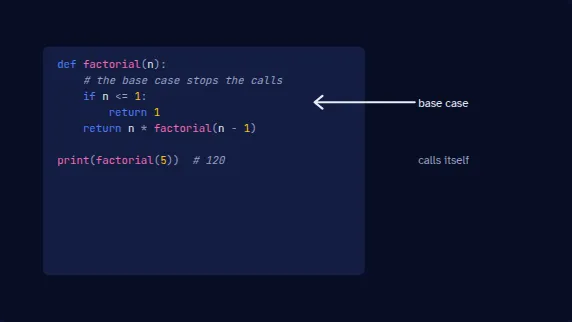 def factorial(n):
    # the base case stops the calls
    if n <= 1:
        return 1
    return n * factorial(n - 1)

print(factorial(5))  # 120
base case
calls itself